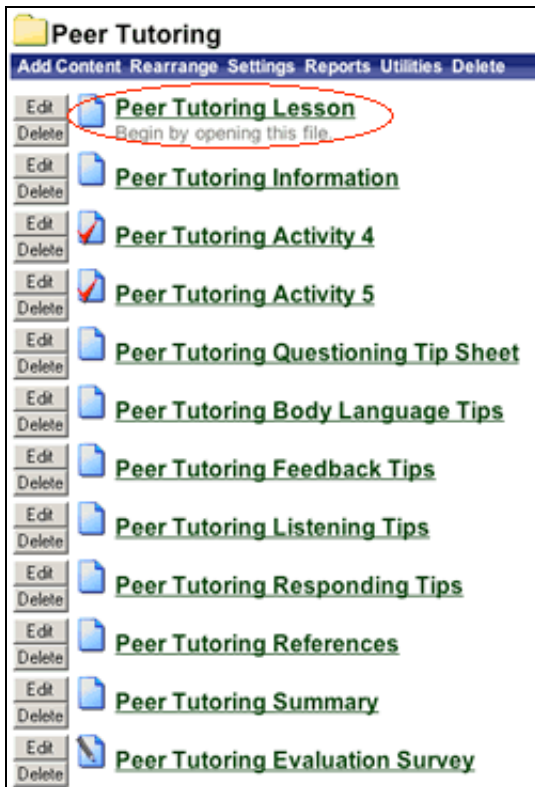 Peer Tutoring
Add Content Rearrange Settings Reports Utilities Delete
Edit Peer Tutoring Lesson
Delete Begin by opening this file.
Edit
Delete Peer Tutoring Information
Edit
Delete Peer Tutoring Activity 4
Edit
Delete Peer Tutoring Activity 5
Edit
Delete Peer Tutoring Questioning Tip Sheet
Edit
Delete Peer Tutoring Body Language Tips
Edit
Delete Peer Tutoring Feedback Tips
Edit
Delete Peer Tutoring Listening Tips
Edit
Delete Peer Tutoring Responding Tips
Edit
Delete Peer Tutoring References
Edit
Delete Peer Tutoring Summary
Edit
Delete Peer Tutoring Evaluation Survey